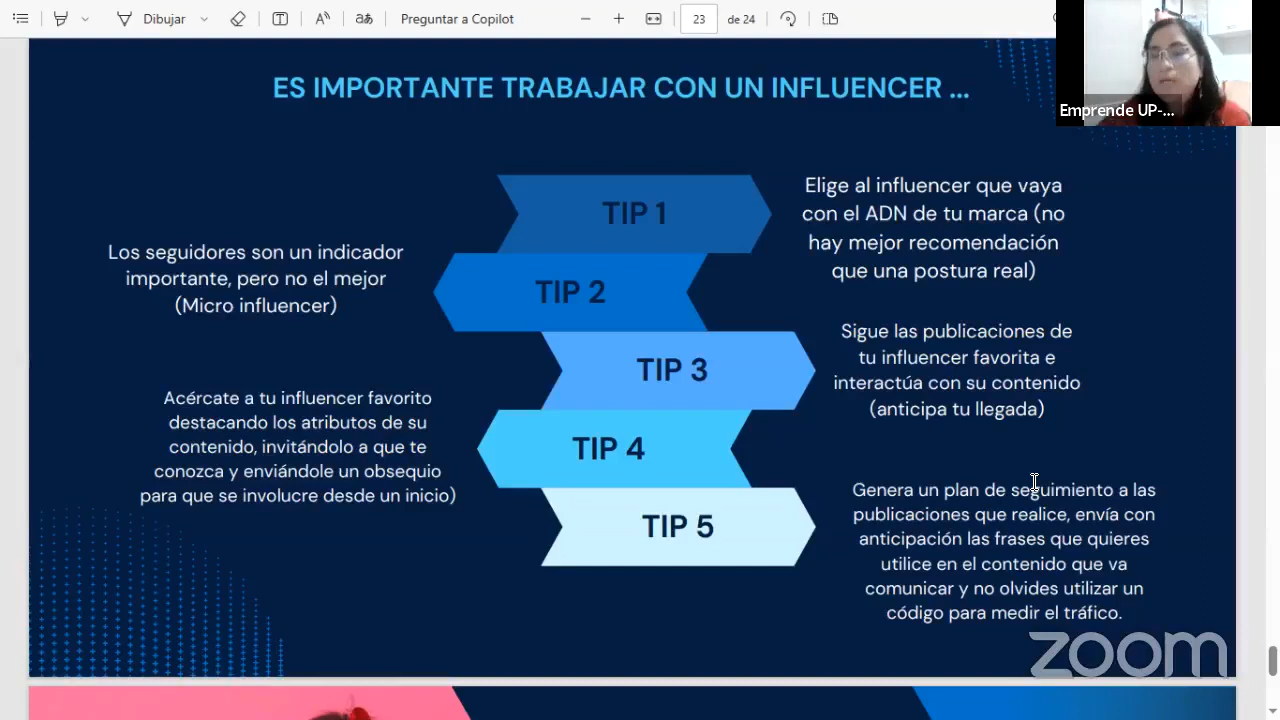 Dibujar
Preguntar a Copilot
23
de 24
Emprende UP-...
ES IMPORTANTE TRABAJAR CON UN INFLUENCER ...
TIP 1
Elige al influencer que vaya
con el ADN de tu marca (no
hay mejor recomendación
que una postura real)
Los seguidores son un indicador
importante, pero no el mejor
(Micro influencer)
TIP 2
TIP 3
Sigue las publicaciones de
tu influencer favorita e
interactúa con su contenido
(anticipa tu llegada)
Acércate a tu influencer favorito
destacando los atributos de su
contenido, invitándolo a que te
conozca y enviándole un obsequio
para que se involucre desde un inicio)
TIP 4
TIP 5
Genera un plan de seguimiento a las
publicaciones que realice, envía con
anticipación las frases que quieres
utilice en el contenido que va
comunicar y no olvides utilizar un
código para medir el tráfico.
zoom